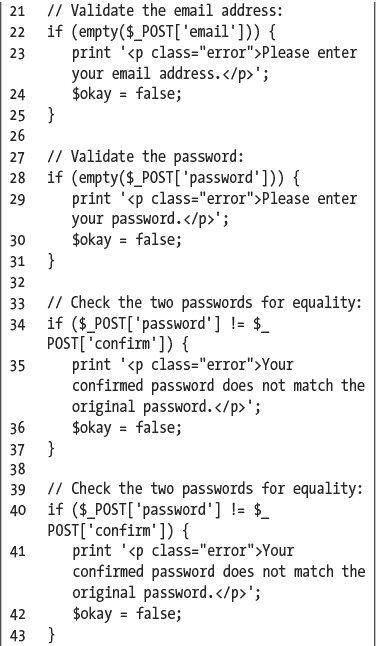 21 // Validate the email address:
22 if (empty($_POST['email'])) {
23 print '<p class="error">Please enter
your email address.</p>';
24 $okay = false;
25 }
26
27 // Validate the password:
28 if (empty($_POST['password'])) {
29 print '<p class="error">Please enter
your password.</p>';
30 $okay = false;
31 }
32
33 // Check the two passwords for equality:
34 if ($_POST['password'] != $_
POST['confirm']) {
35 print '<p class="error">Your
confirmed password does not match the
original password.</p>';
36 $okay = false;
37 }
38
39 // Check the two passwords for equality:
40 if ($_POST['password'] != $_
POST['confirm']) {
41 print '<p class="error">Your
confirmed password does not match the
original password.</p>';
42 $okay = false;
43 }